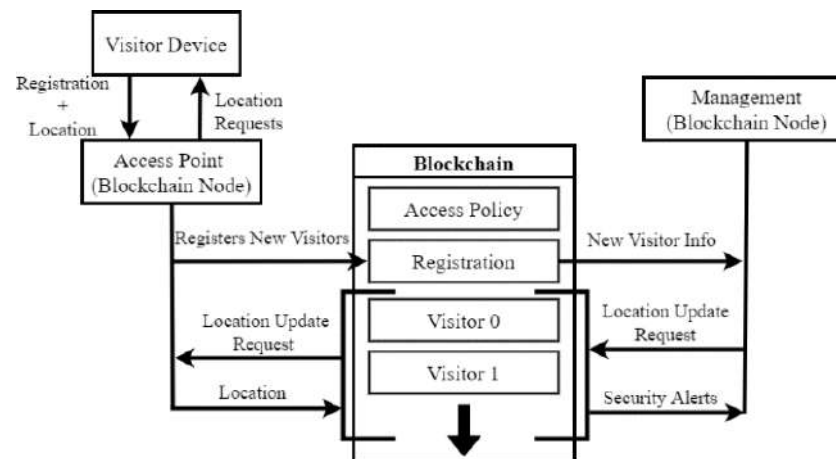 Visitor Device
Registration
+
Location
Location
Requests
Access Point
(Blockchain Node)
Management
(Blockchain Node)
Blockchain
Access Policy
Registers New Visitors
Registration
New Visitor Info
Location Update
Request
Visitor 0
Location Update
Request
Visitor 1
Location
Security Alerts